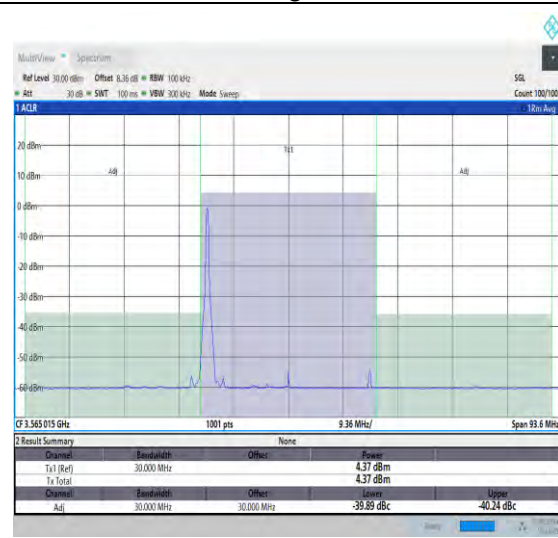 MultiView Spectrum
Ref Level 30.00 dBm Offset 8.36 dB RBW 100 kHz SGL
Att 30 dB SWT 100 ms VBW 300 kHz Mode Sweep Count 100/100
1 ACLR 1Rm Avg
Tx1
20 dBm
Adj Adj
10 dBm
0 dBm
-10 dBm
-20 dBm
-30 dBm
-40 dBm
-50 dBm
-60 dBm
CF 3.565 015 GHz 1001 pts 9.36 MHz/ Span 93.6 MHz
2 Result Summary None
Channel Bandwidth Offset Power
Tx1 (Ref) 30.000 MHz 4.37 dBm
Tx Total 4.37 dBm
Channel Bandwidth Offset Lower Upper
Adj 30.000 MHz 30.000 MHz -39.89 dBc -40.24 dBc